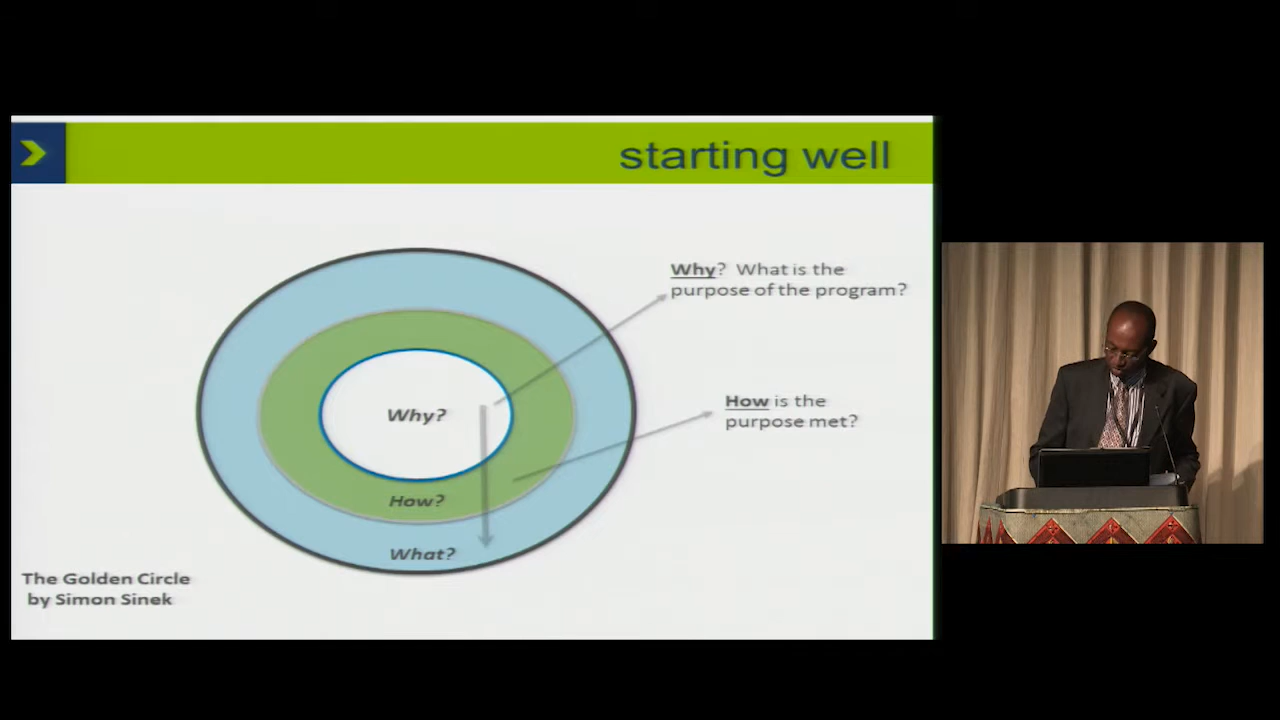 starting well
Why? What is the
purpose of the program?
How is the
purpose met?
Why?
How?
What?
The Golden Circle
by Simon Sinek